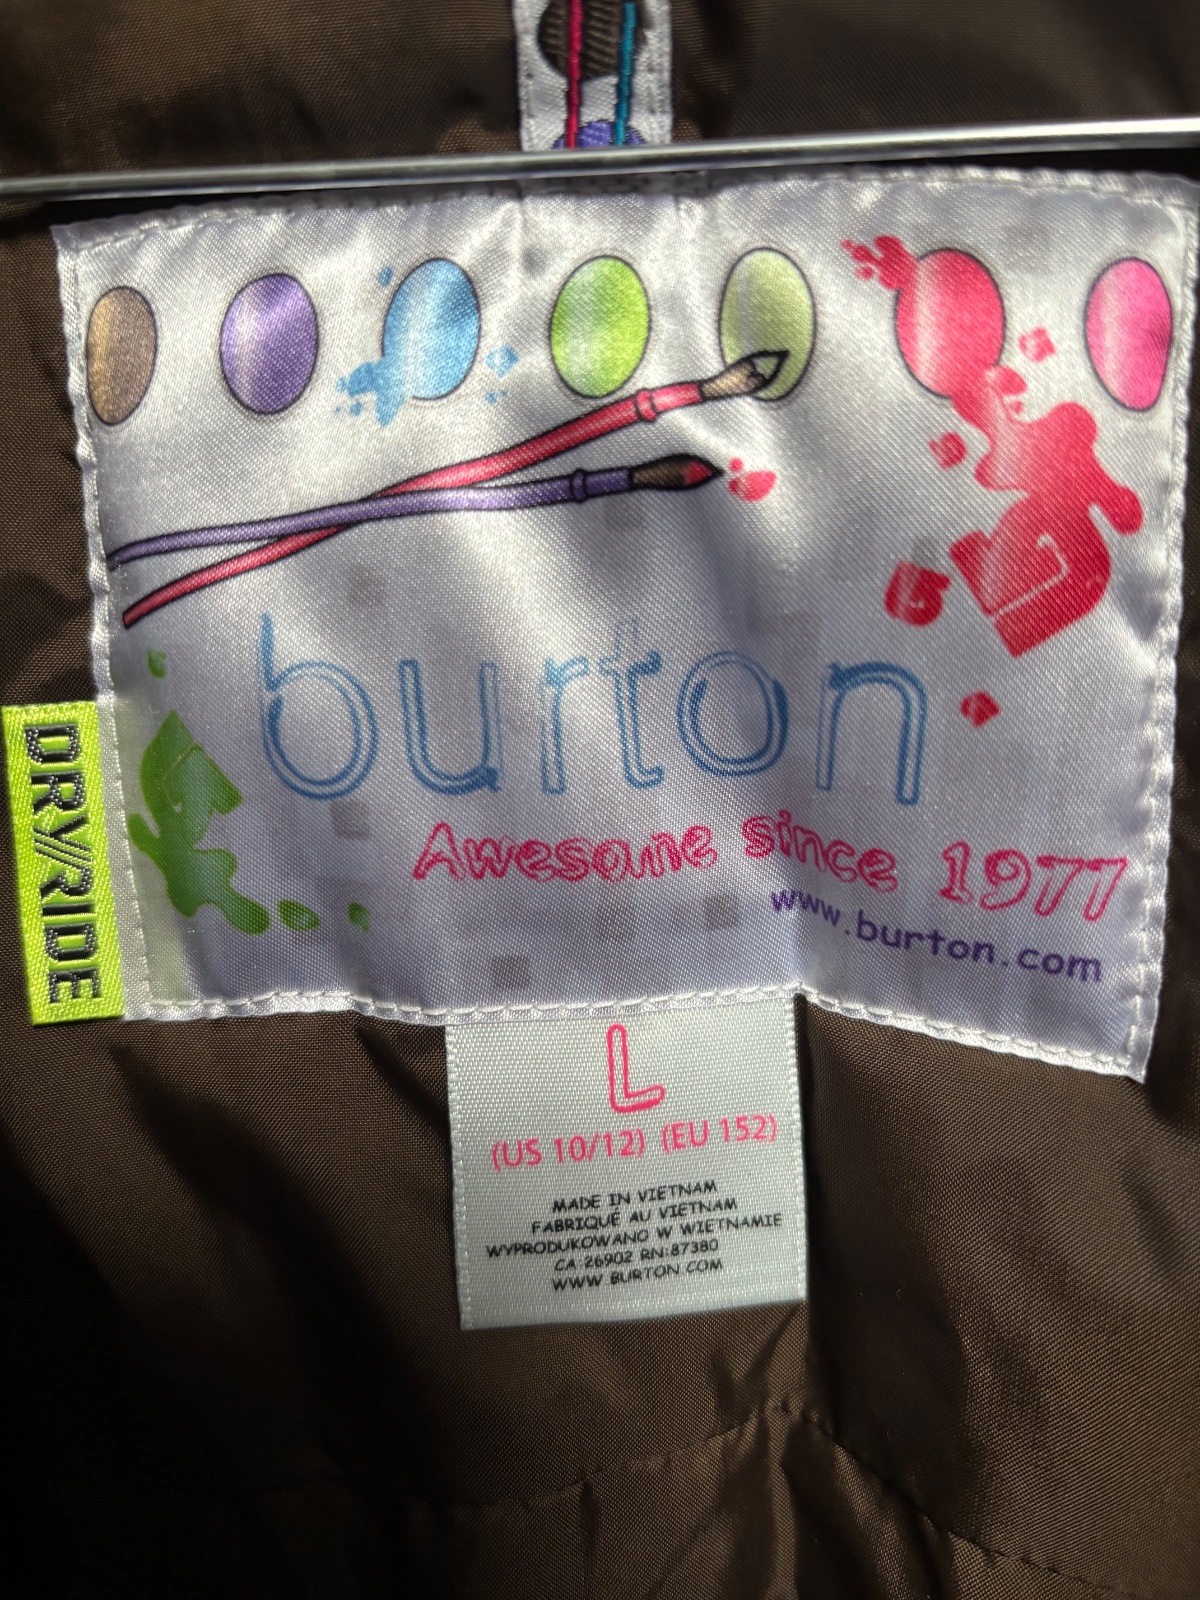 burton
Awesome since 1977
www.burton.com
DRY//RIDE
L
(US 10/12) (EU 152)
MADE IN VIETNAM
FABRIQUÉ AU VIETNAM
WYPRODUKOWANO W WIETNAMIE
CA 26902 RN:87380
WWW.BURTON.COM